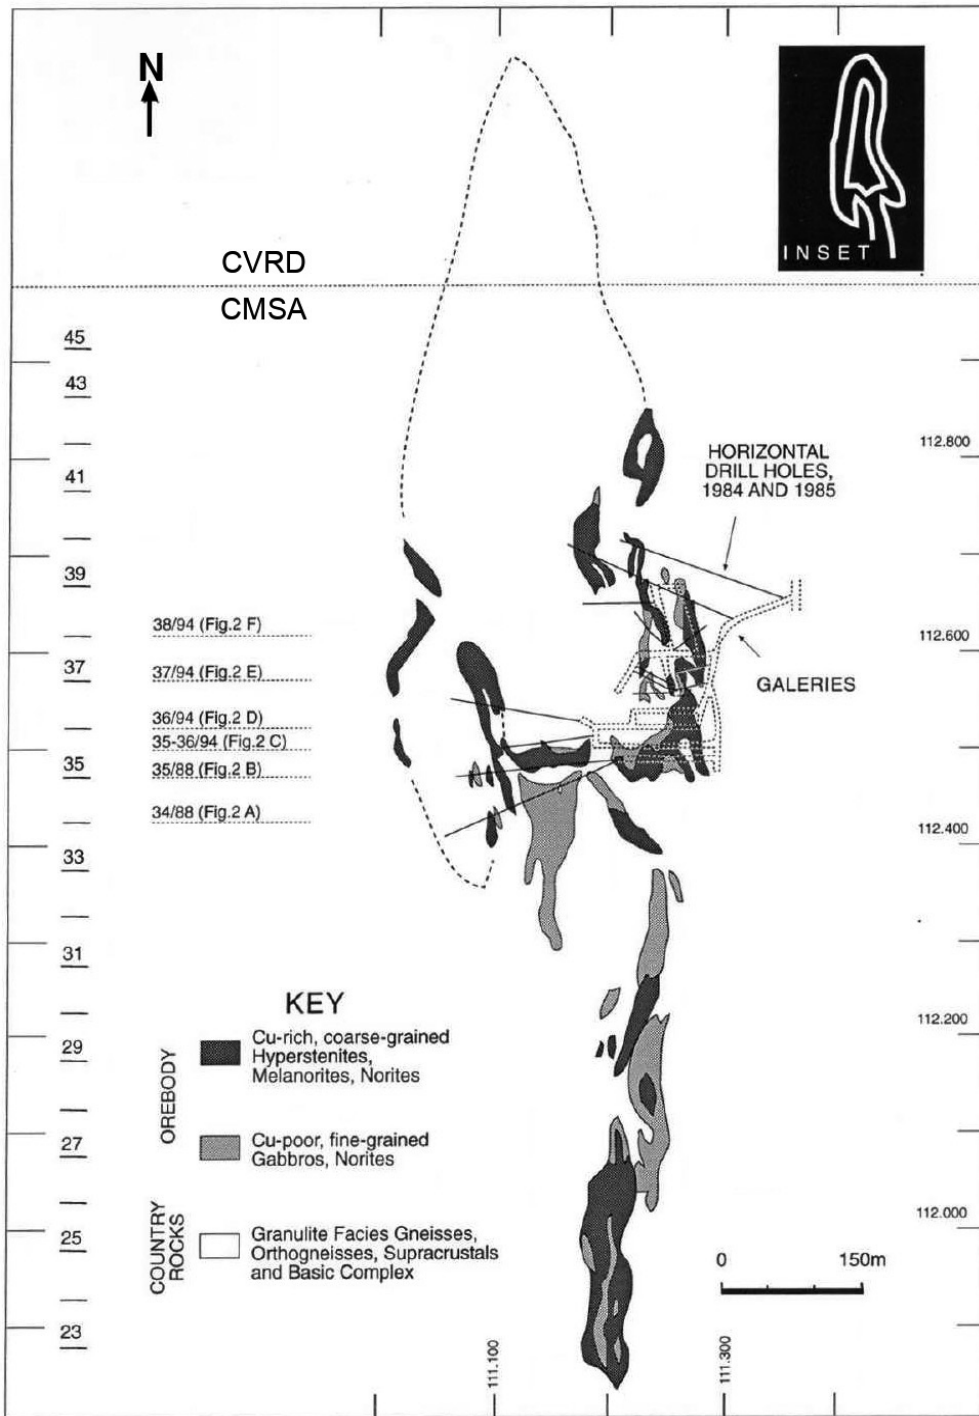 N
CVRD
CMSA
INSET
45
43
41
39
37
35
33
31
29
27
25
23
112.800
112.600
112.400
112.200
112.000
HORIZONTAL
DRILL HOLES,
1984 AND 1985
GALERIES
38/94 (Fig.2 F)
37/94 (Fig.2 E)
36/94 (Fig.2 D)
35-36/94 (Fig.2 C)
35/88 (Fig.2 B)
34/88 (Fig.2 A)
KEY
OREBODY
Cu-rich, coarse-grained
Hyperstenites,
Melanorites, Norites
Cu-poor, fine-grained
Gabbros, Norites
COUNTRY
ROCKS
Granulite Facies Gneisses,
Orthogneisses, Supracrustals
and Basic Complex
0 150m
111.100
111.300